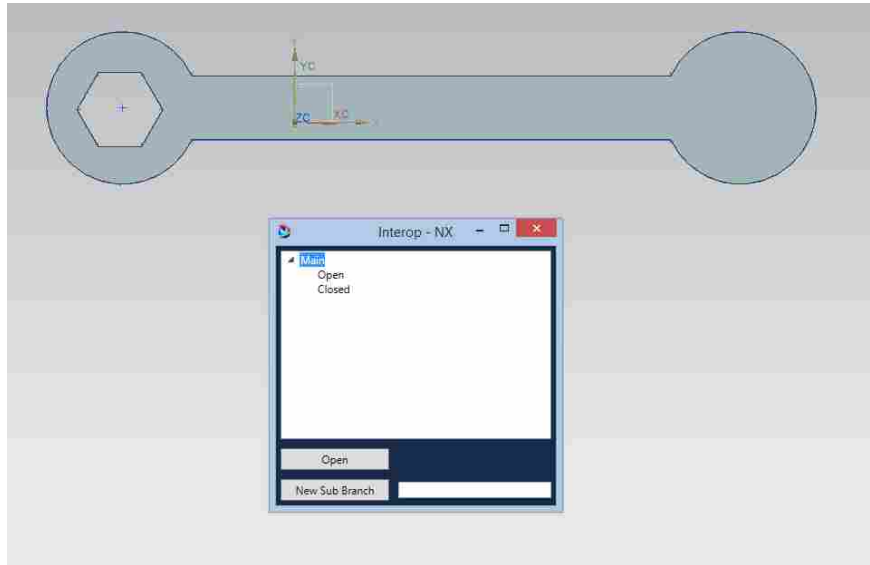 YC
ZC XC
Interop - NX
Main
Open
Closed
Open
New Sub Branch